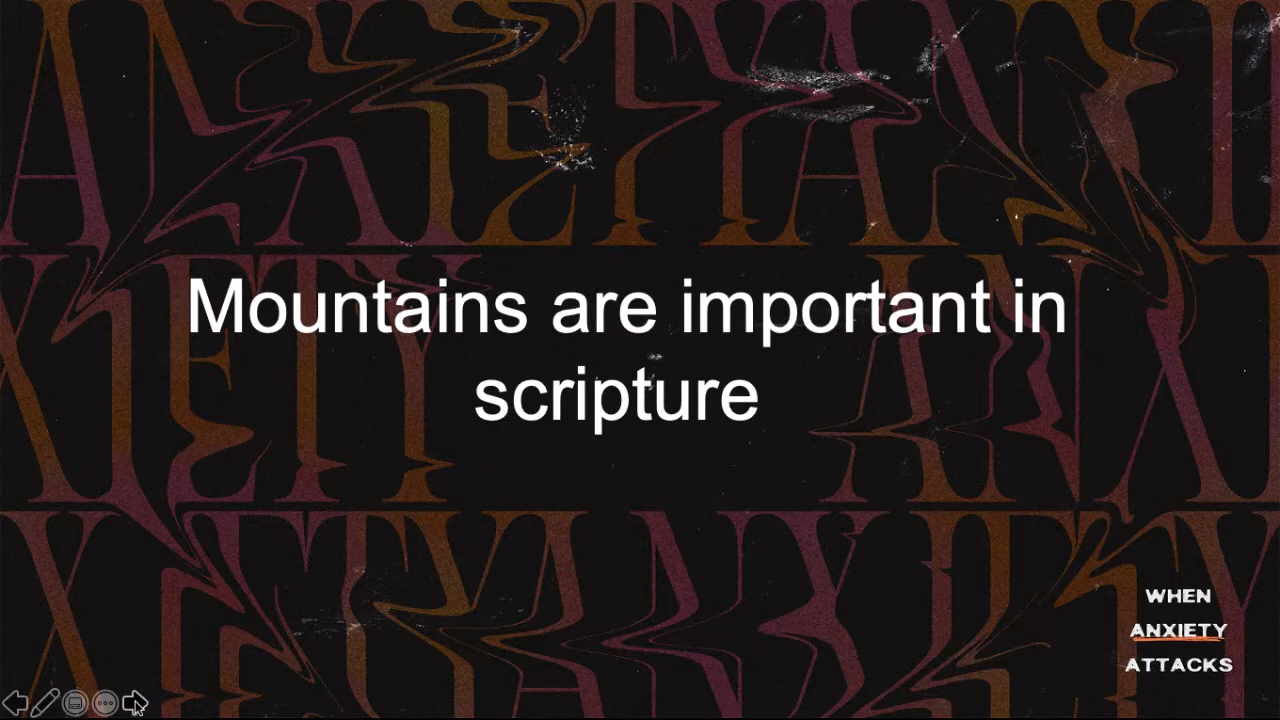 Mountains are important in
scripture
WHEN
ANXIETY
ATTACKS